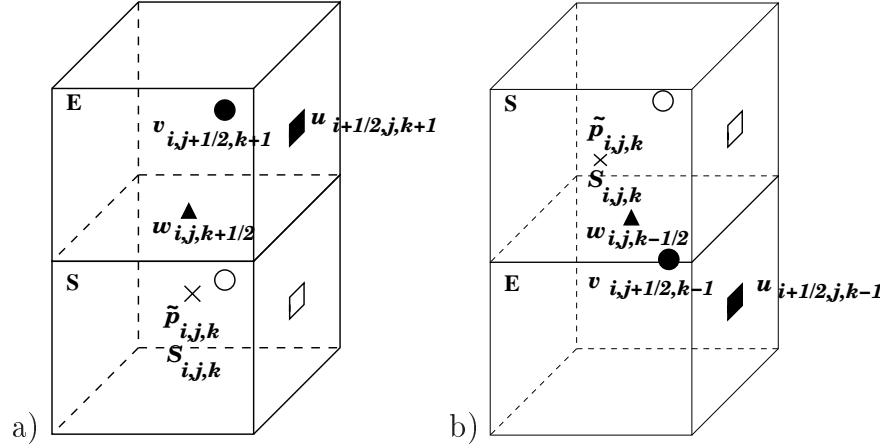 E
v i,j+1/2,k+1
u i+1/2,j,k+1
w i,j,k+1/2
S
p̃ i,j,k
S i,j,k
a)
S
p̃ i,j,k
S i,j,k
w i,j,k−1/2
E
v i,j+1/2,k−1
u i+1/2,j,k−1
b)